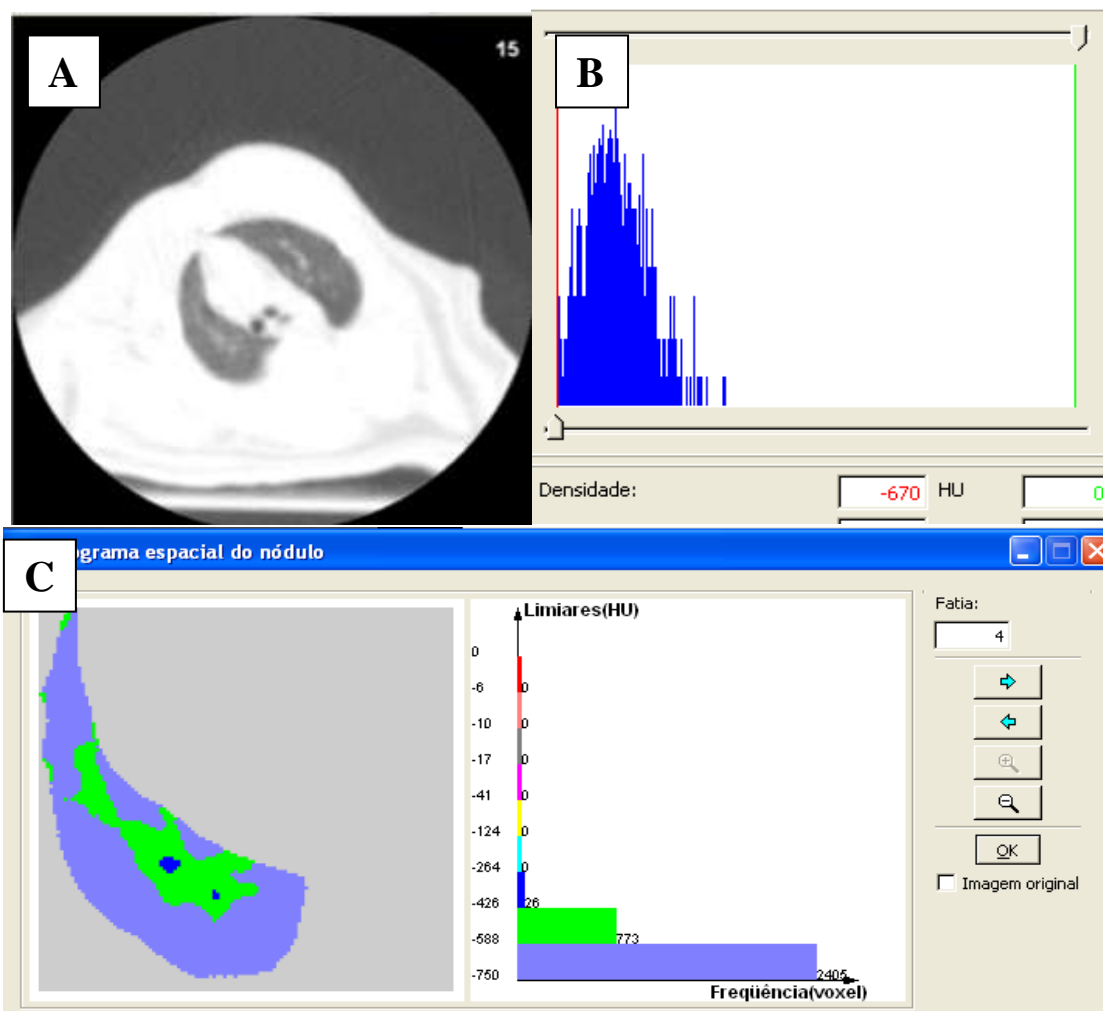 A
15
B
Densidade:
-670
HU
0
C
ograma espacial do nódulo
Limiares(HU)
0
-6
0
-10
0
-17
0
-41
0
-124
0
-264
0
-426
26
-588
773
-750
2405
Freqüência(voxel)
Fatia:
4
OK
Imagem original